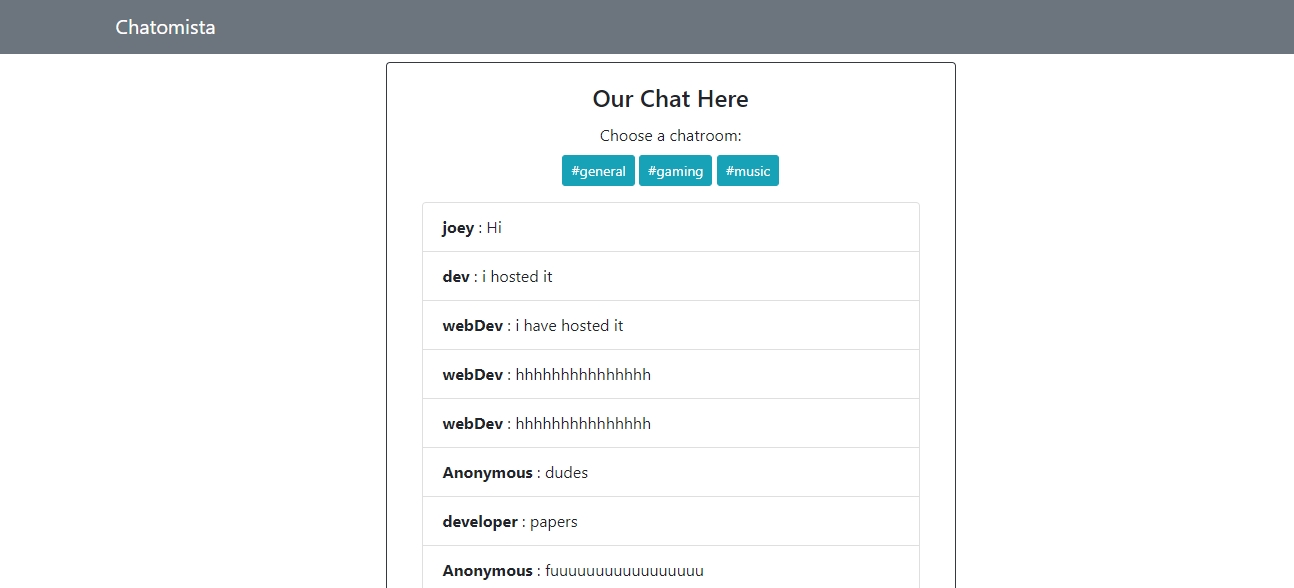 Chatomista
Our Chat Here
Choose a chatroom:
#general #gaming #music
joey : Hi
dev : i hosted it
webDev : i have hosted it
webDev : hhhhhhhhhhhhhhh
webDev : hhhhhhhhhhhhhhh
Anonymous : dudes
developer : papers
Anonymous : fuuuuuuuuuuuuuuuuu